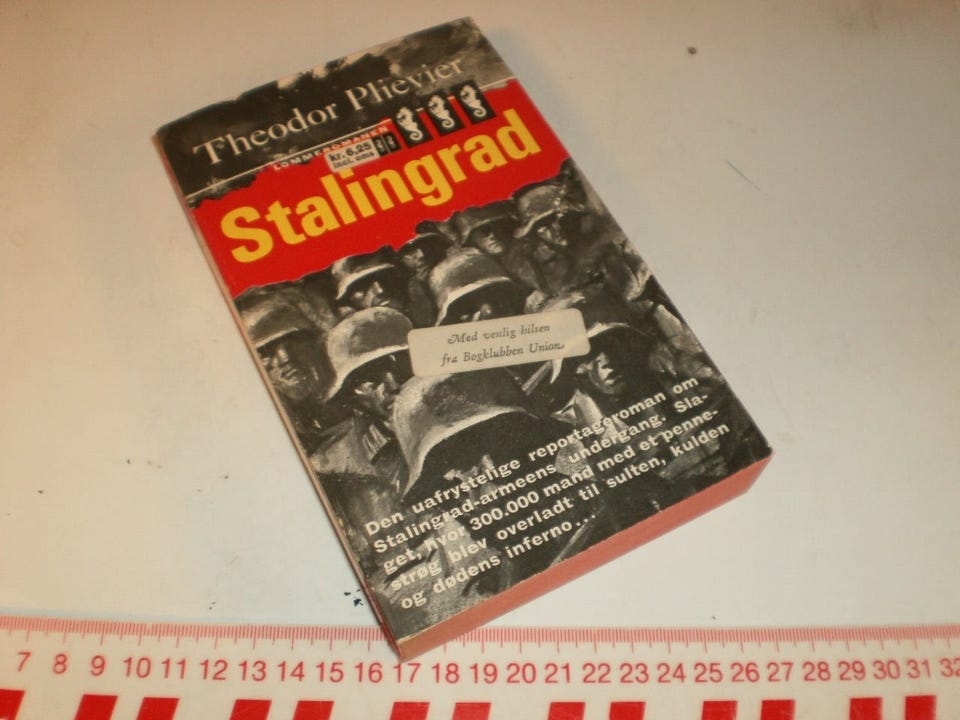 Theodor Plievier
LOMMEROMANEN
kr. 6,25
incl. oms
Stalingrad
Med venlig hilsen
fra Bogklubben Union.
Den uafrystelige reportageroman om
Stalingrad-armeens undergang. Sla-
get, hvor 300.000 mand med et penne-
strøg blev overladt til sulten, kulden
og dødens inferno...
7 8 9 10 11 12 13 14 15 16 17 18 19 20 21 22 23 24 25 26 27 28 29 30 31 32